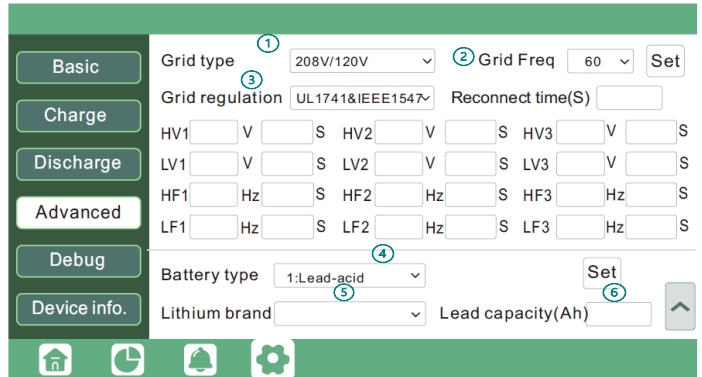 ① ②
Basic Grid type 208V/120V Grid Freq 60 Set
③
Charge Grid regulation UL1741&IEEE1547 Reconnect time(S)
HV1 V S HV2 V S HV3 V S
Discharge LV1 V S LV2 V S LV3 V S
HF1 Hz S HF2 Hz S HF3 Hz S
Advanced
LF1 Hz S LF2 Hz S LF3 Hz S
④
Debug Battery type 1:Lead-acid Set
⑤ ⑥
Device info. Lithium brand Lead capacity(Ah)